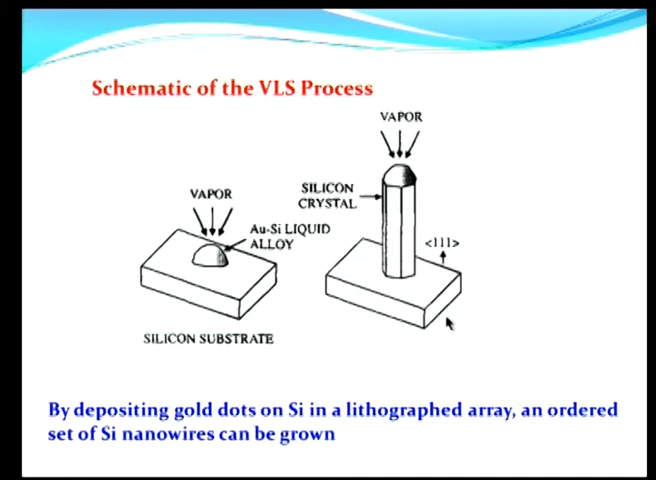 Schematic of the VLS Process
VAPOR
SILICON
CRYSTAL
VAPOR
Au-Si LIQUID
ALLOY
<111>
SILICON SUBSTRATE
By depositing gold dots on Si in a lithographed array, an ordered
set of Si nanowires can be grown